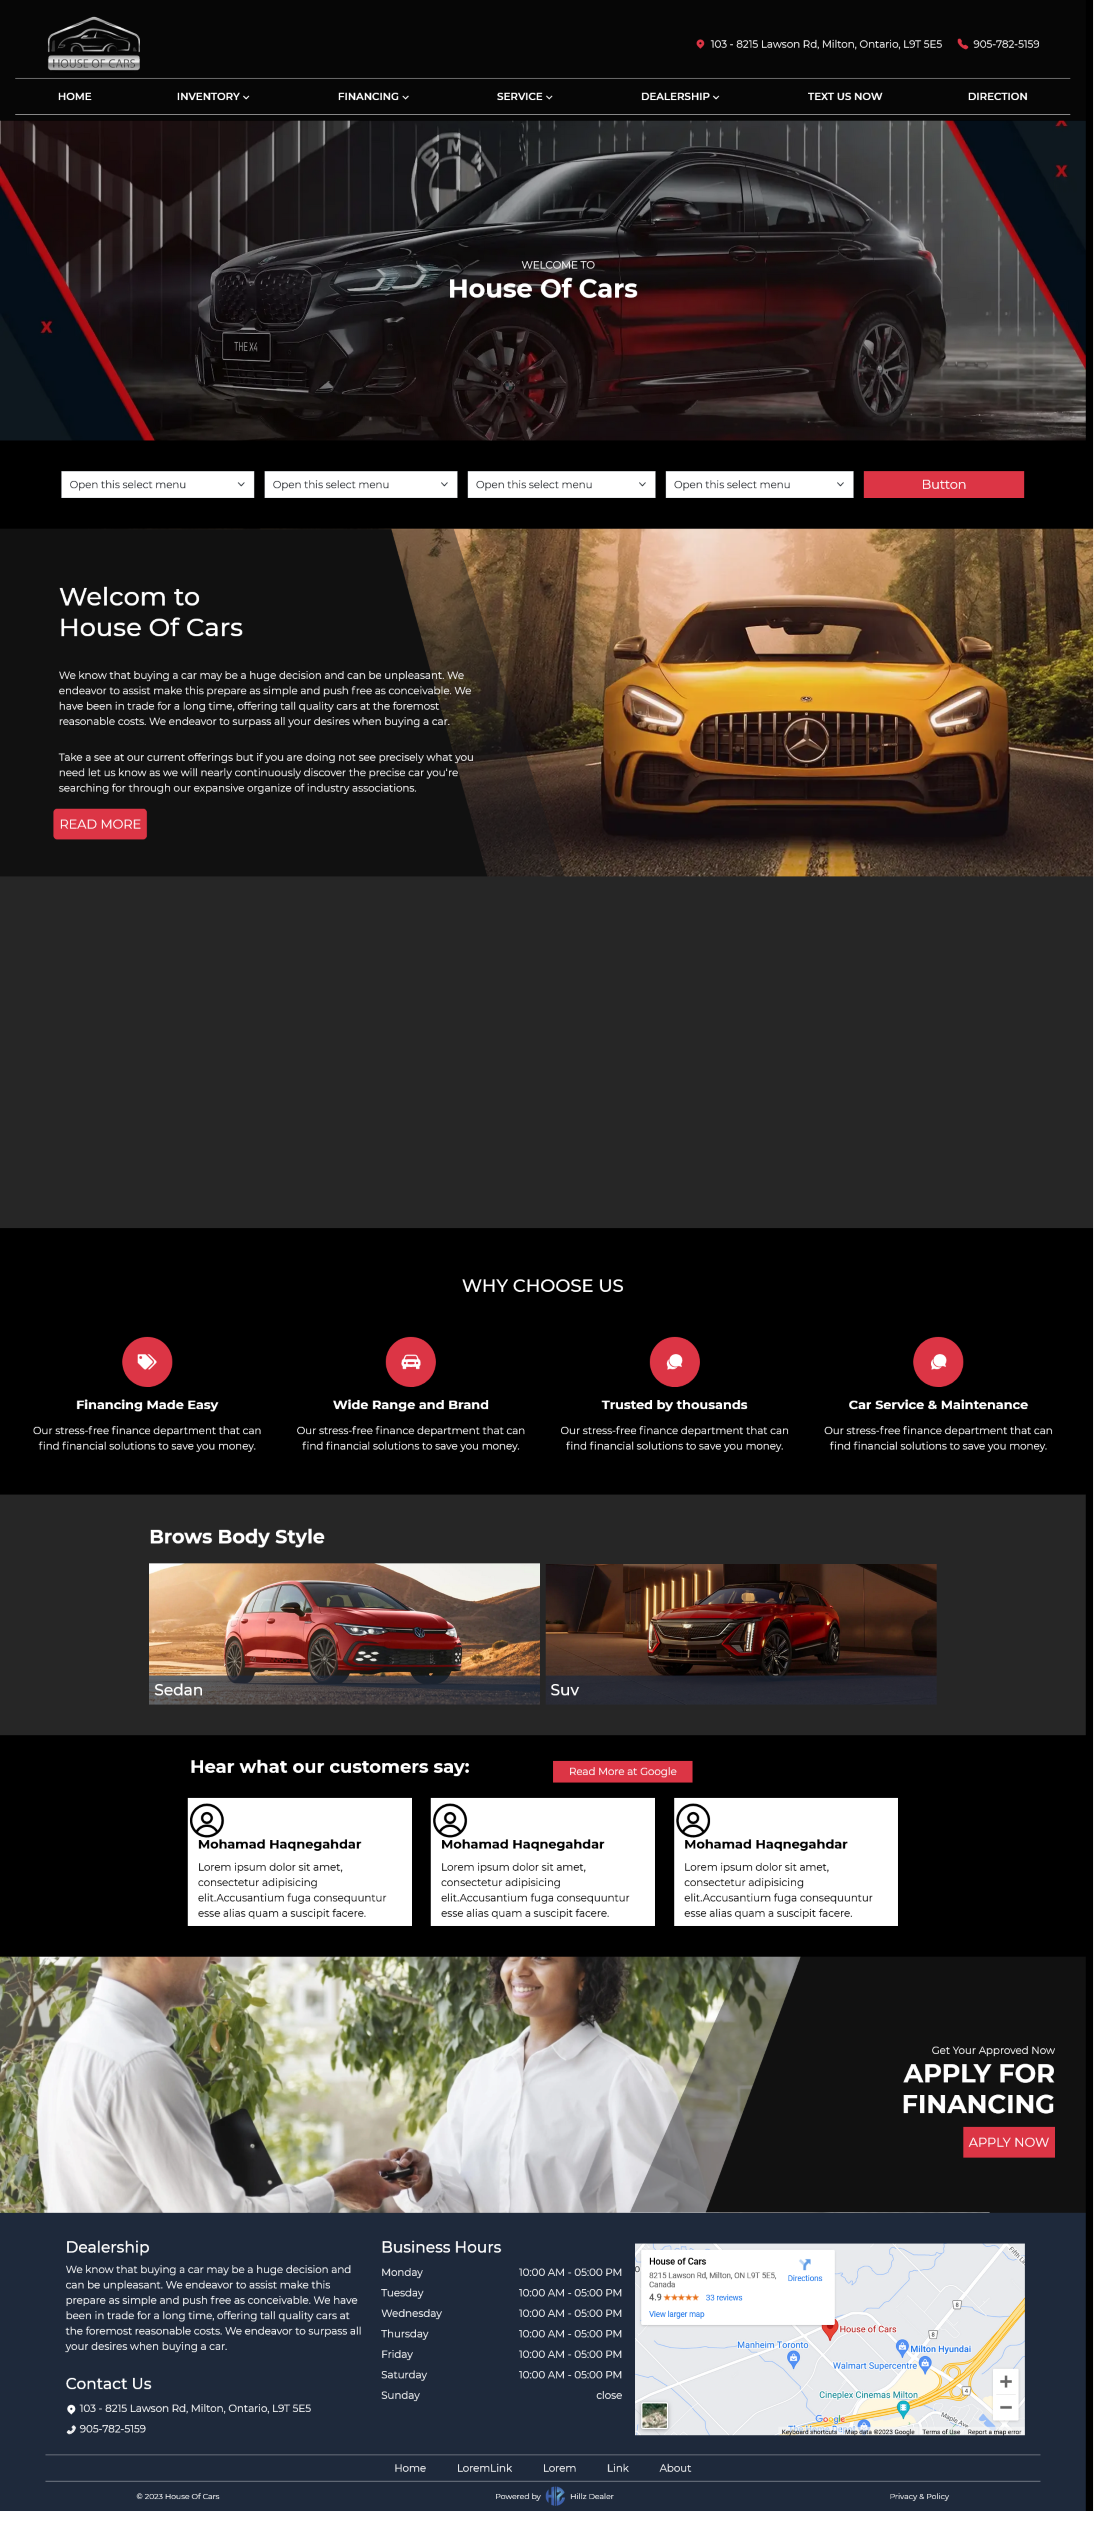 HOUSE OF CARS
103 - 8215 Lawson Rd, Milton, Ontario, L9T 5E5 905-782-5159
HOME INVENTORY FINANCING SERVICE DEALERSHIP TEXT US NOW DIRECTION
X
X
BM
WELCOME TO
House Of Cars
X
THE X4
Open this select menu Open this select menu Open this select menu Open this select menu Button
Welcom to
House Of Cars
We know that buying a car may be a huge decision and can be unpleasant. We
endeavor to assist make this prepare as simple and push free as conceivable. We
have been in trade for a long time, offering tall quality cars at the foremost
reasonable costs. We endeavor to surpass all your desires when buying a car.
Take a see at our current offerings but if you are doing not see precisely what you
need let us know as we will nearly continuously discover the precise car you're
searching for through our expansive organize of industry associations.
READ MORE
WHY CHOOSE US
Financing Made Easy
Our stress-free finance department that can
find financial solutions to save you money.
Wide Range and Brand
Our stress-free finance department that can
find financial solutions to save you money.
Trusted by thousands
Our stress-free finance department that can
find financial solutions to save you money.
Car Service & Maintenance
Our stress-free finance department that can
find financial solutions to save you money.
Brows Body Style
Sedan
Suv
Hear what our customers say:
Read More at Google
Mohamad Haqnegahdar
Lorem ipsum dolor sit amet,
consectetur adipisicing
elit.Accusantium fuga consequuntur
esse alias quam a suscipit facere.
Mohamad Haqnegahdar
Lorem ipsum dolor sit amet,
consectetur adipisicing
elit.Accusantium fuga consequuntur
esse alias quam a suscipit facere.
Mohamad Haqnegahdar
Lorem ipsum dolor sit amet,
consectetur adipisicing
elit.Accusantium fuga consequuntur
esse alias quam a suscipit facere.
Get Your Approved Now
APPLY FOR
FINANCING
APPLY NOW
Dealership
We know that buying a car may be a huge decision and
can be unpleasant. We endeavor to assist make this
prepare as simple and push free as conceivable. We have
been in trade for a long time, offering tall quality cars at
the foremost reasonable costs. We endeavor to surpass all
your desires when buying a car.
Contact Us
103 - 8215 Lawson Rd, Milton, Ontario, L9T 5E5
905-782-5159
Business Hours
Monday 10:00 AM - 05:00 PM
Tuesday 10:00 AM - 05:00 PM
Wednesday 10:00 AM - 05:00 PM
Thursday 10:00 AM - 05:00 PM
Friday 10:00 AM - 05:00 PM
Saturday 10:00 AM - 05:00 PM
Sunday close
House of Cars
8215 Lawson Rd, Milton, ON L9T 5E5,
Canada
Directions
4.9 33 reviews
View larger map
Fifth L
8
House of Cars
8
Manheim Toronto
Milton Hyundai
Walmart Supercentre
4
Cineplex Cinemas Milton
Maple Ave
Google
Keyboard shortcuts Map data ©2023 Google Terms of Use Report a map error
Home LoremLink Lorem Link About
© 2023 House Of Cars Powered by Hillz Dealer Privacy & Policy